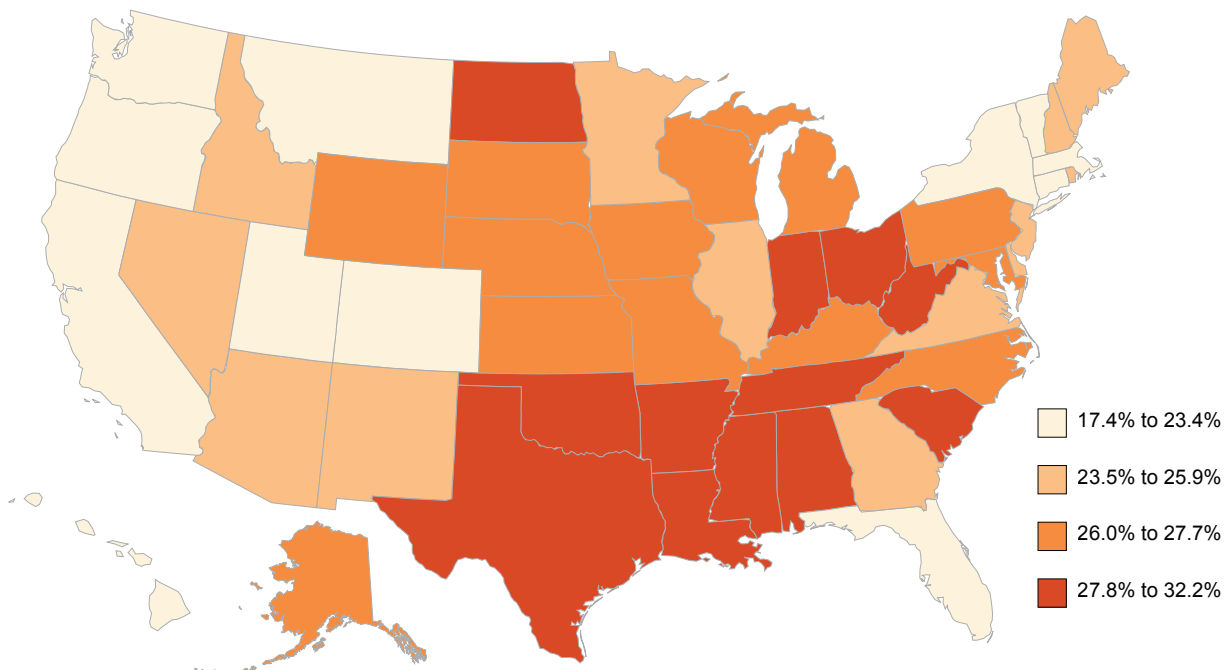 17.4% to 23.4%
23.5% to 25.9%
26.0% to 27.7%
27.8% to 32.2%